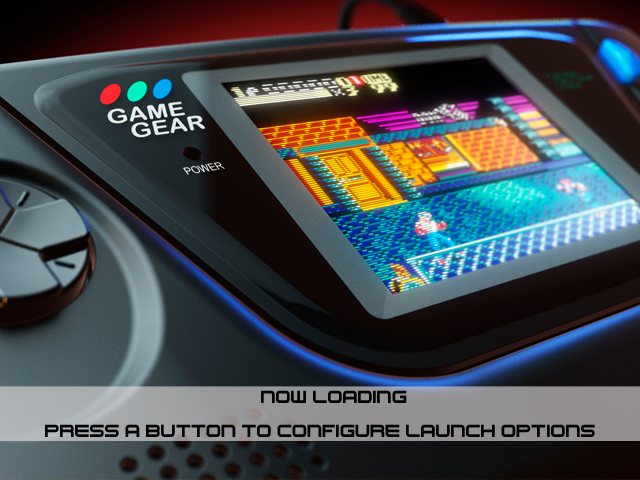 GAME
GEAR
POWER
NOW LOADING
PRESS A BUTTON TO CONFIGURE LAUNCH OPTIONS